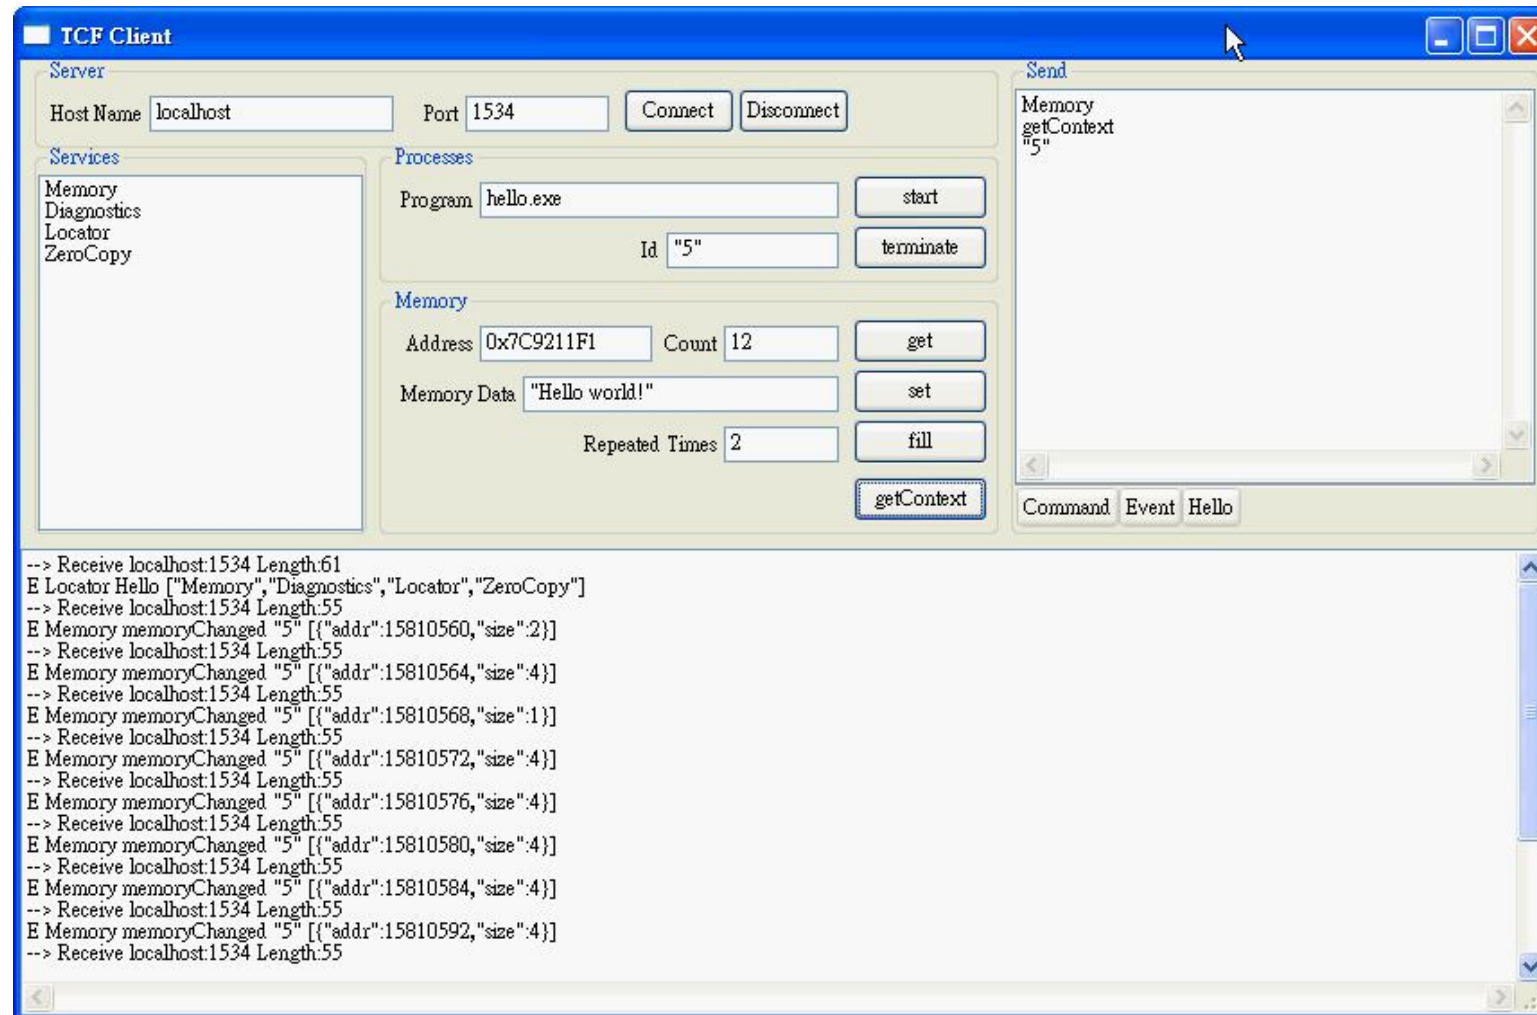 TCF Client
Server
Host Name localhost Port 1534 Connect Disconnect
Services
Memory
Diagnostics
Locator
ZeroCopy
Processes
Program hello.exe start
Id "5" terminate
Memory
Address 0x7C9211F1 Count 12 get
Memory Data "Hello world!" set
Repeated Times 2 fill
getContext
Send
Memory
getContext
"5"
Command Event Hello
--> Receive localhost:1534 Length:61
E Locator Hello ["Memory","Diagnostics","Locator","ZeroCopy"]
--> Receive localhost:1534 Length:55
E Memory memoryChanged "5" [{"addr":15810560,"size":2}]
--> Receive localhost:1534 Length:55
E Memory memoryChanged "5" [{"addr":15810564,"size":4}]
--> Receive localhost:1534 Length:55
E Memory memoryChanged "5" [{"addr":15810568,"size":1}]
--> Receive localhost:1534 Length:55
E Memory memoryChanged "5" [{"addr":15810572,"size":4}]
--> Receive localhost:1534 Length:55
E Memory memoryChanged "5" [{"addr":15810576,"size":4}]
--> Receive localhost:1534 Length:55
E Memory memoryChanged "5" [{"addr":15810580,"size":4}]
--> Receive localhost:1534 Length:55
E Memory memoryChanged "5" [{"addr":15810584,"size":4}]
--> Receive localhost:1534 Length:55
E Memory memoryChanged "5" [{"addr":15810592,"size":4}]
--> Receive localhost:1534 Length:55